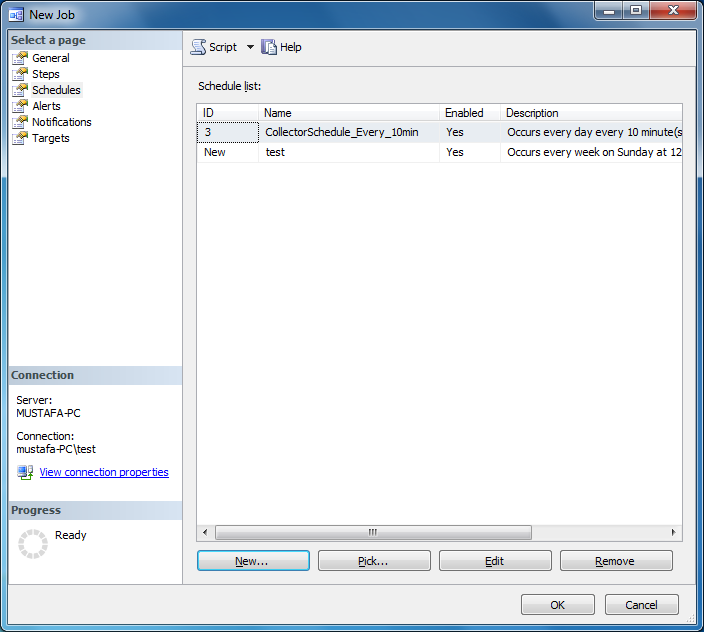 New Job
Select a page
General
Steps
Schedules
Alerts
Notifications
Targets
Script
Help
Schedule list:
ID Name Enabled Description
3 CollectorSchedule_Every_10min Yes Occurs every day every 10 minute(s
New test Yes Occurs every week on Sunday at 12
Connection
Server:
MUSTAFA-PC
Connection:
mustafa-PC\test
View connection properties
Progress
Ready
New...
Pick...
Edit
Remove
OK
Cancel